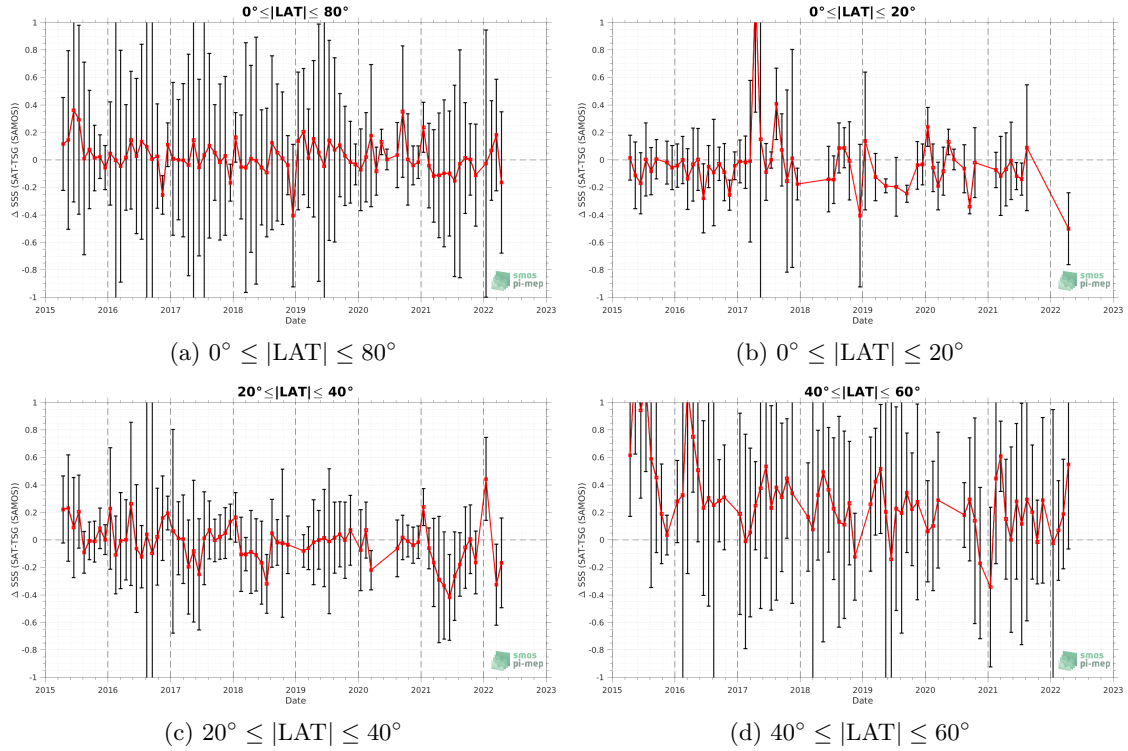 0°≤|LAT|≤ 80°
Δ SSS (SAT-TSG (SAMOS))
1
0.8
0.6
0.4
0.2
0
-0.2
-0.4
-0.6
-0.8
-1
2015 2016 2017 2018 2019 2020 2021 2022 2023
Date
smos
pi-mep
(a) 0° ≤ |LAT| ≤ 80°
0°≤|LAT|≤ 20°
Δ SSS (SAT-TSG (SAMOS))
1
0.8
0.6
0.4
0.2
0
-0.2
-0.4
-0.6
-0.8
-1
2015 2016 2017 2018 2019 2020 2021 2022 2023
Date
smos
pi-mep
(b) 0° ≤ |LAT| ≤ 20°
20°≤|LAT|≤ 40°
Δ SSS (SAT-TSG (SAMOS))
1
0.8
0.6
0.4
0.2
0
-0.2
-0.4
-0.6
-0.8
-1
2015 2016 2017 2018 2019 2020 2021 2022 2023
Date
smos
pi-mep
(c) 20° ≤ |LAT| ≤ 40°
40°≤|LAT|≤ 60°
Δ SSS (SAT-TSG (SAMOS))
1
0.8
0.6
0.4
0.2
0
-0.2
-0.4
-0.6
-0.8
-1
2015 2016 2017 2018 2019 2020 2021 2022 2023
Date
smos
pi-mep
(d) 40° ≤ |LAT| ≤ 60°